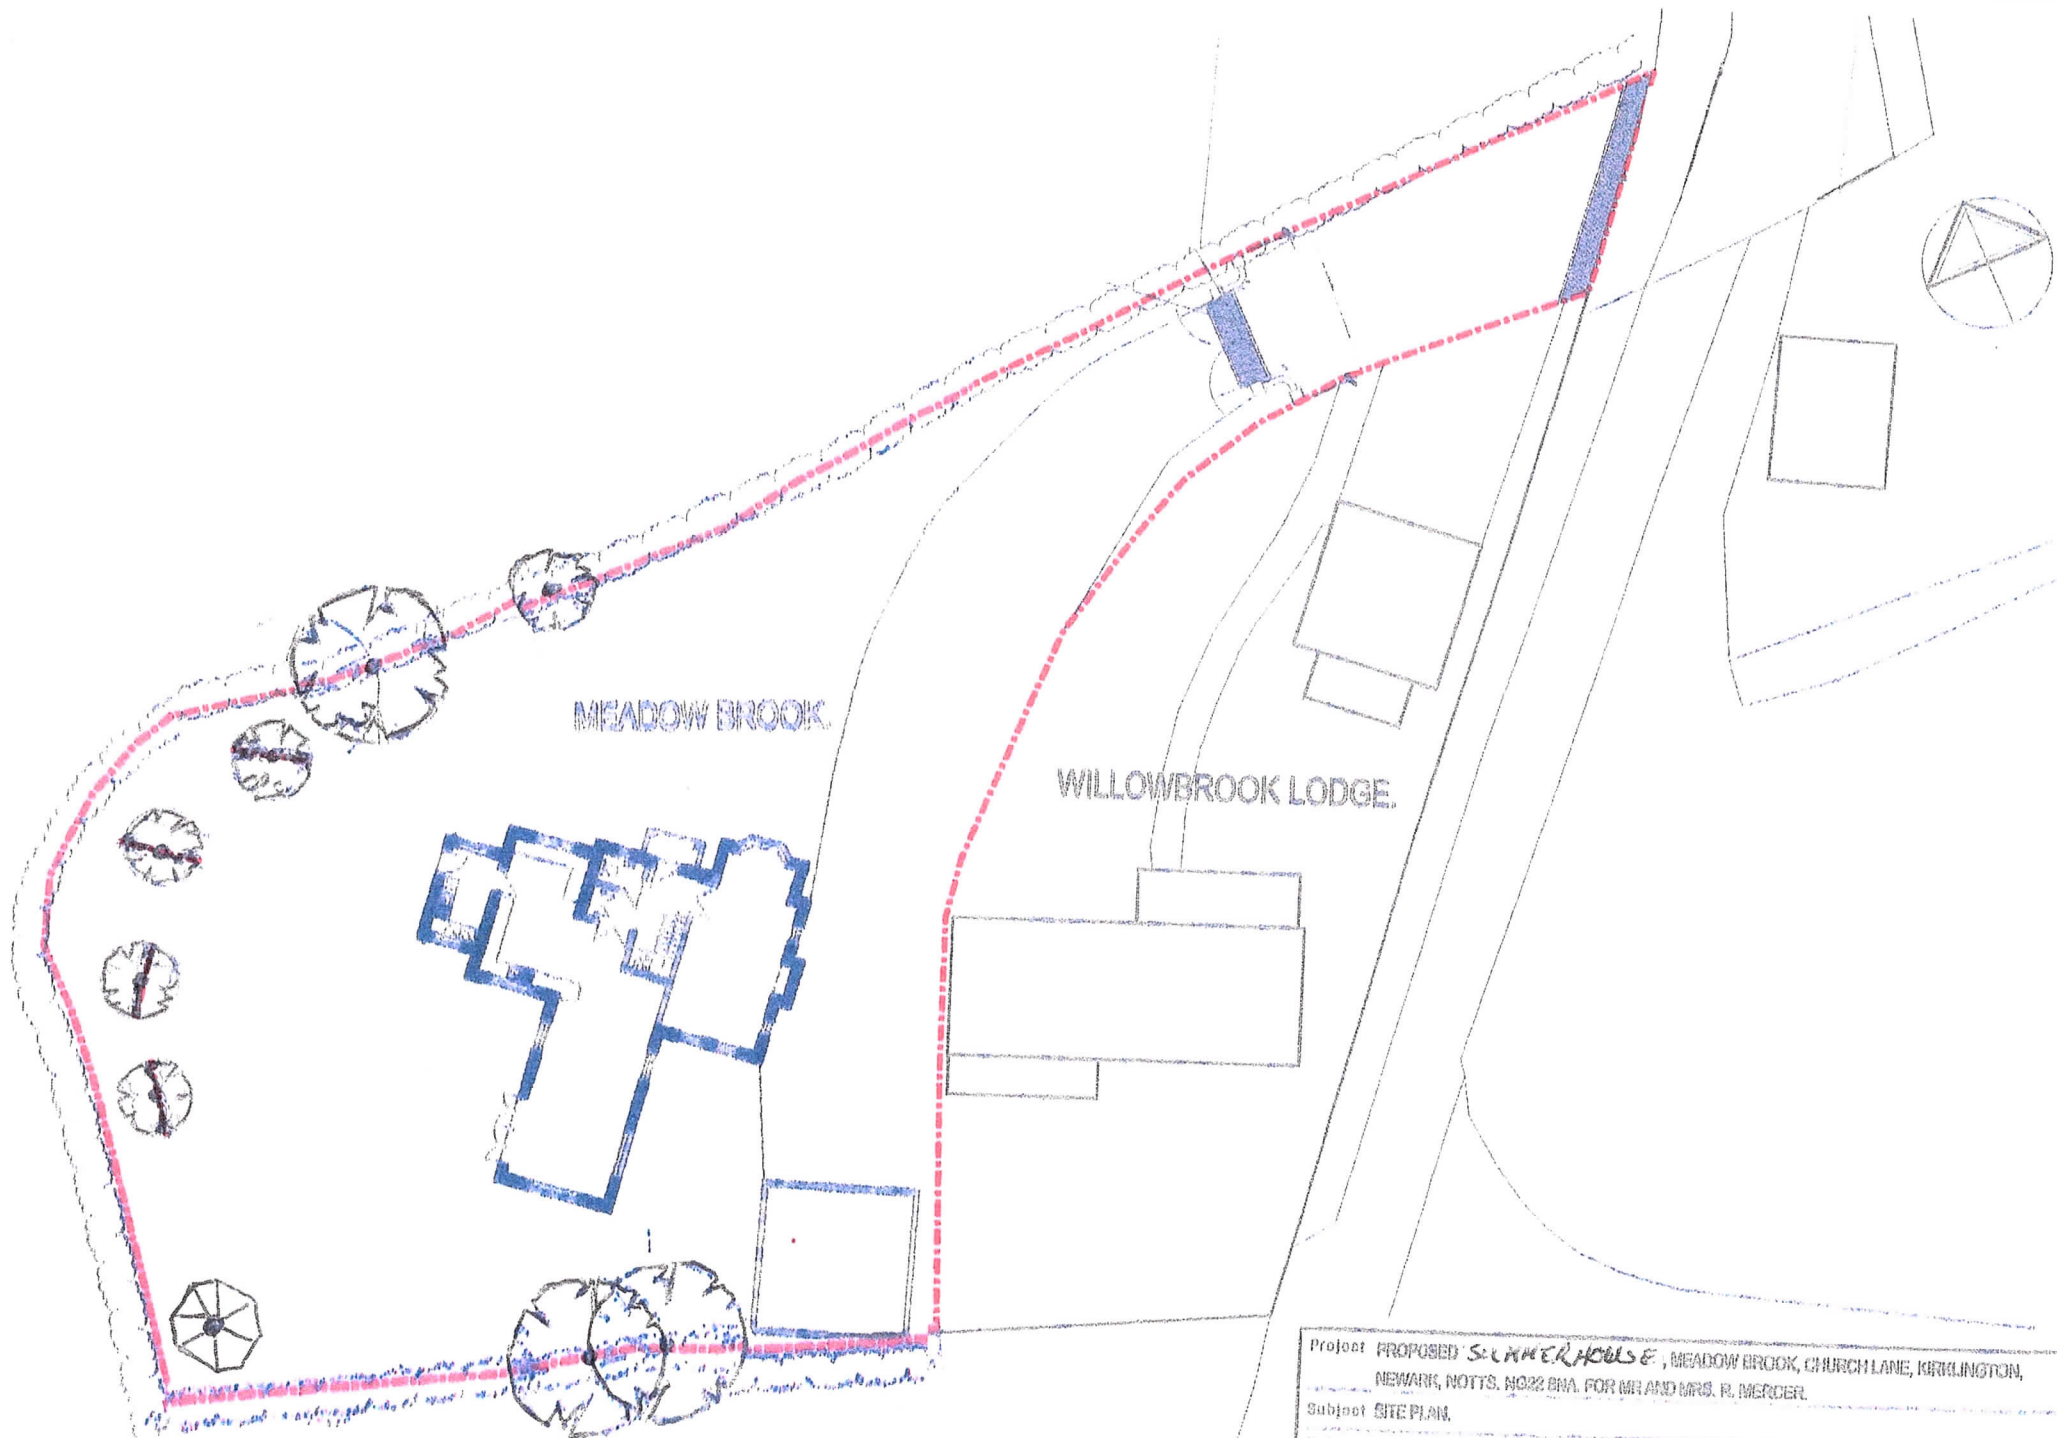 MEADOW BROOK.
WILLOWBROOK LODGE.
Project PROPOSED SUMMERHOUSE, MEADOW BROOK, CHURCH LANE, KIRKLINGTON,
NEWARK, NOTTS. NG22 8NA. FOR MR AND MRS. R. MERCER.
Subject SITE PLAN.